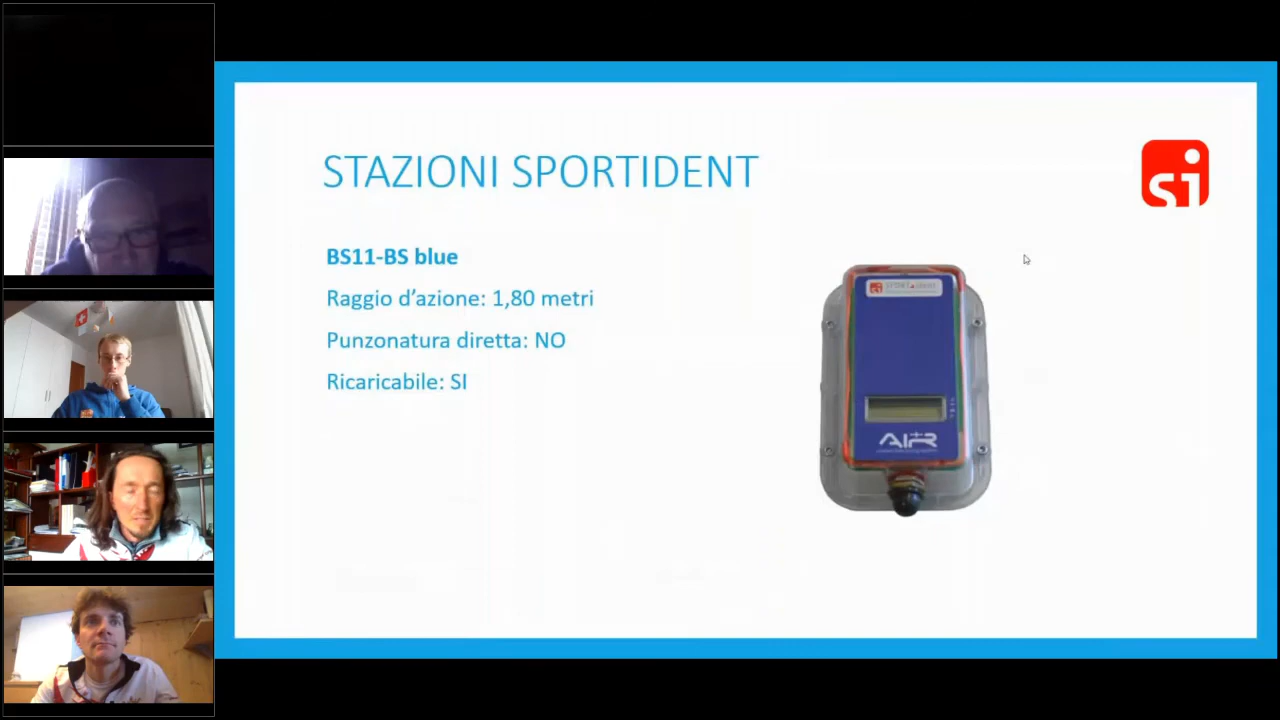 STAZIONI SPORTIDENT
si
BS11-BS blue
Raggio d’azione: 1,80 metri
Punzonatura diretta: NO
Ricaricabile: SI
AIR